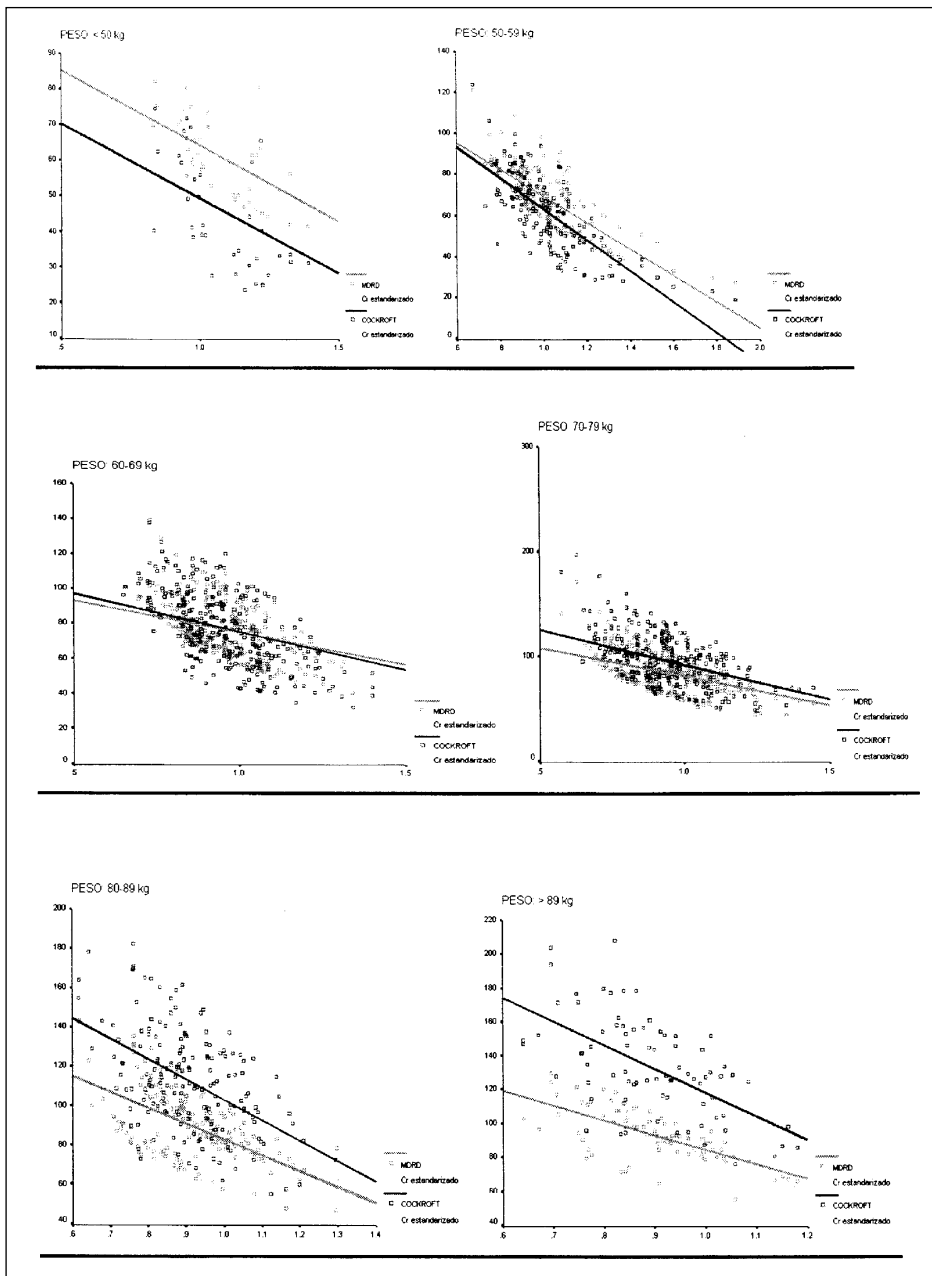 PESO: < 50 kg
90
80
70
60
50
40
30
20
10
.5
1.0
1.5
MDRD
Cr estandarizado
COCKROFT
Cr estandarizado
PESO: 50-59 kg
140
120
100
80
60
40
20
0
.6
.8
1.0
1.2
1.4
1.6
1.8
2.0
MDRD
Cr estandarizado
COCKROFT
Cr estandarizado
PESO: 60-69 kg
160
140
120
100
80
60
40
20
0
.5
1.0
1.5
MDRD
Cr estandarizado
COCKROFT
Cr estandarizado
PESO 70-79 kg
300
200
100
0
.5
1.0
1.5
MDRD
Cr estandarizado
COCKROFT
Cr estandarizado
PESO: 80-89 kg
200
180
160
140
120
100
80
60
40
.6
.7
.8
.9
1.0
1.1
1.2
1.3
1.4
MDRD
Cr estandarizado
COCKROFT
Cr estandarizado
PESO: > 89 kg
220
200
180
160
140
120
100
80
60
40
.6
.7
.8
.9
1.0
1.1
1.2
MDRD
Cr estandarizado
COCKROFT
Cr estandarizado